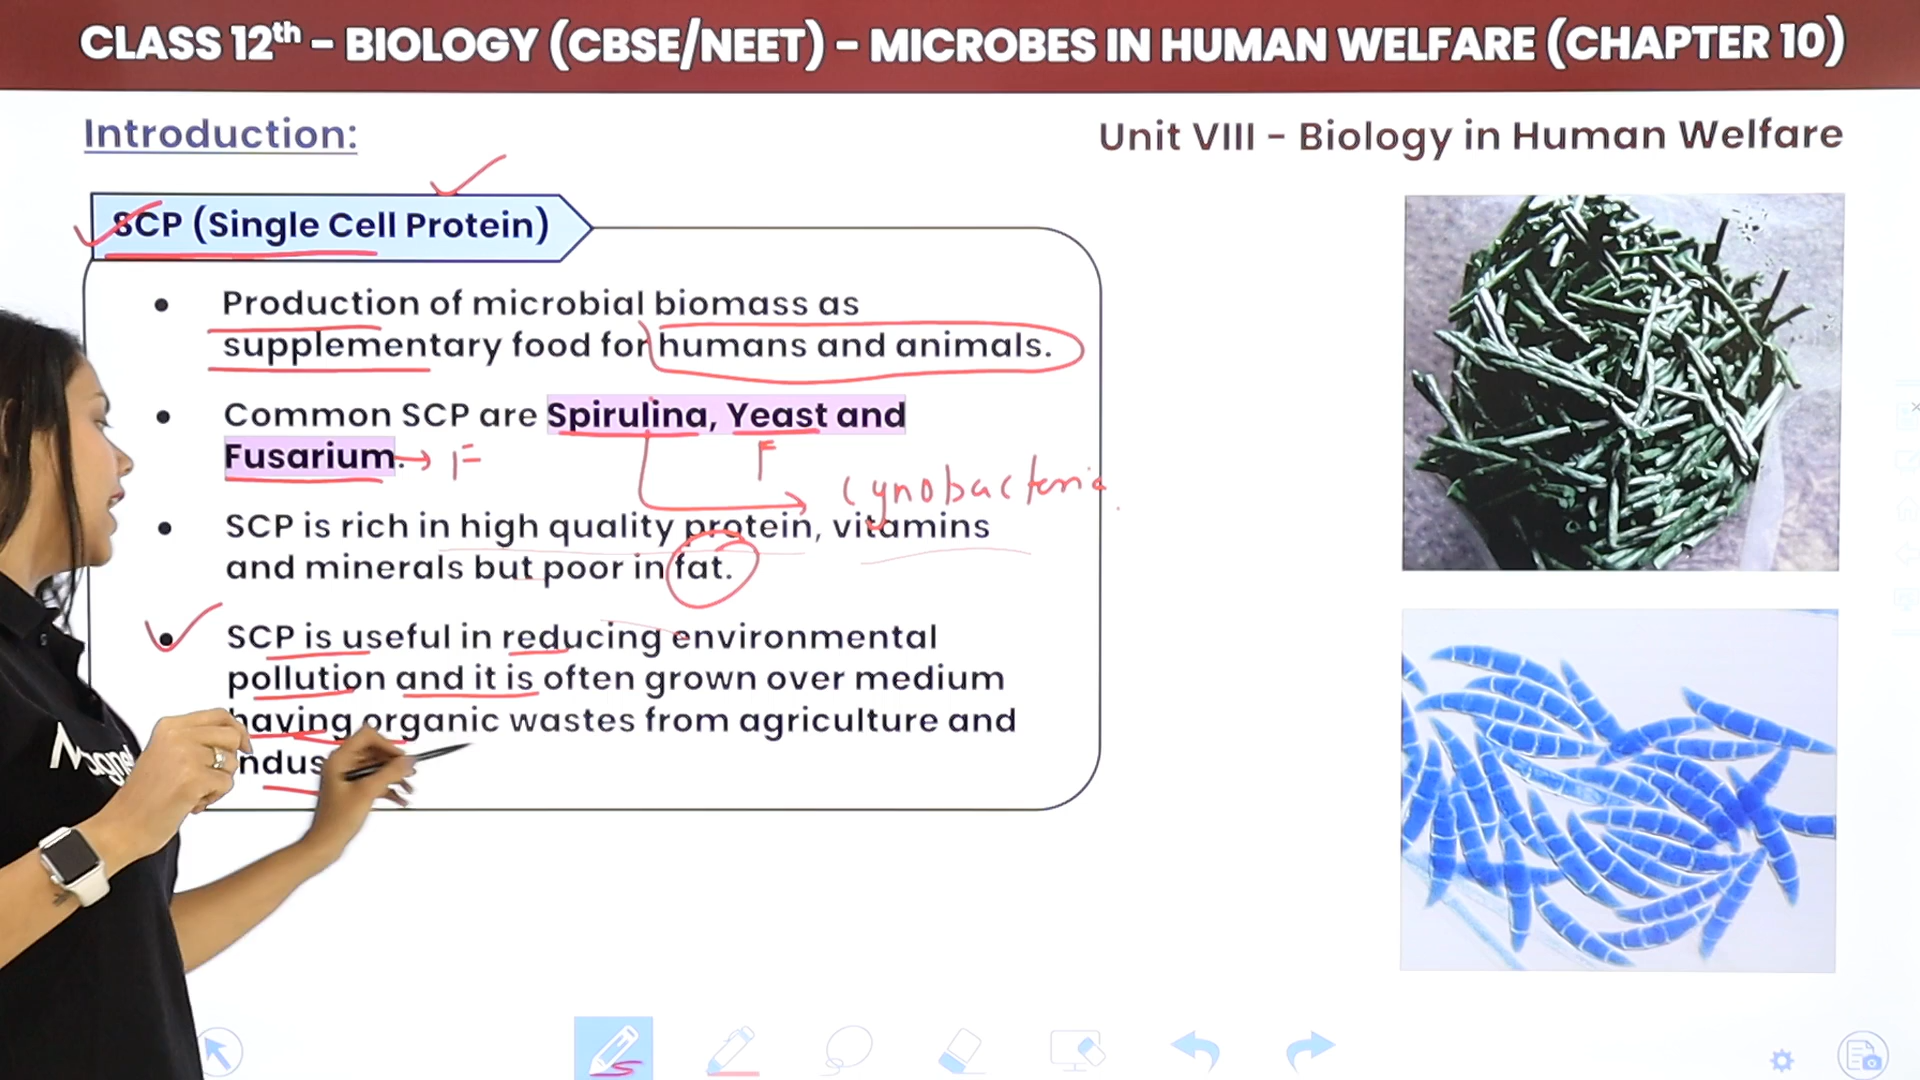 CLASS 12th - BIOLOGY (CBSE/NEET) - MICROBES IN HUMAN WELFARE (CHAPTER 10)
Introduction:
Unit VIII - Biology in Human Welfare
SCP (Single Cell Protein)
• Production of microbial biomass as
supplementary food for humans and animals.
• Common SCP are Spirulina, Yeast and
Fusarium. → F
F
Cynobacteria
• SCP is rich in high quality protein, vitamins
and minerals but poor in fat.
• SCP is useful in reducing environmental
pollution and it is often grown over medium
having organic wastes from agriculture and